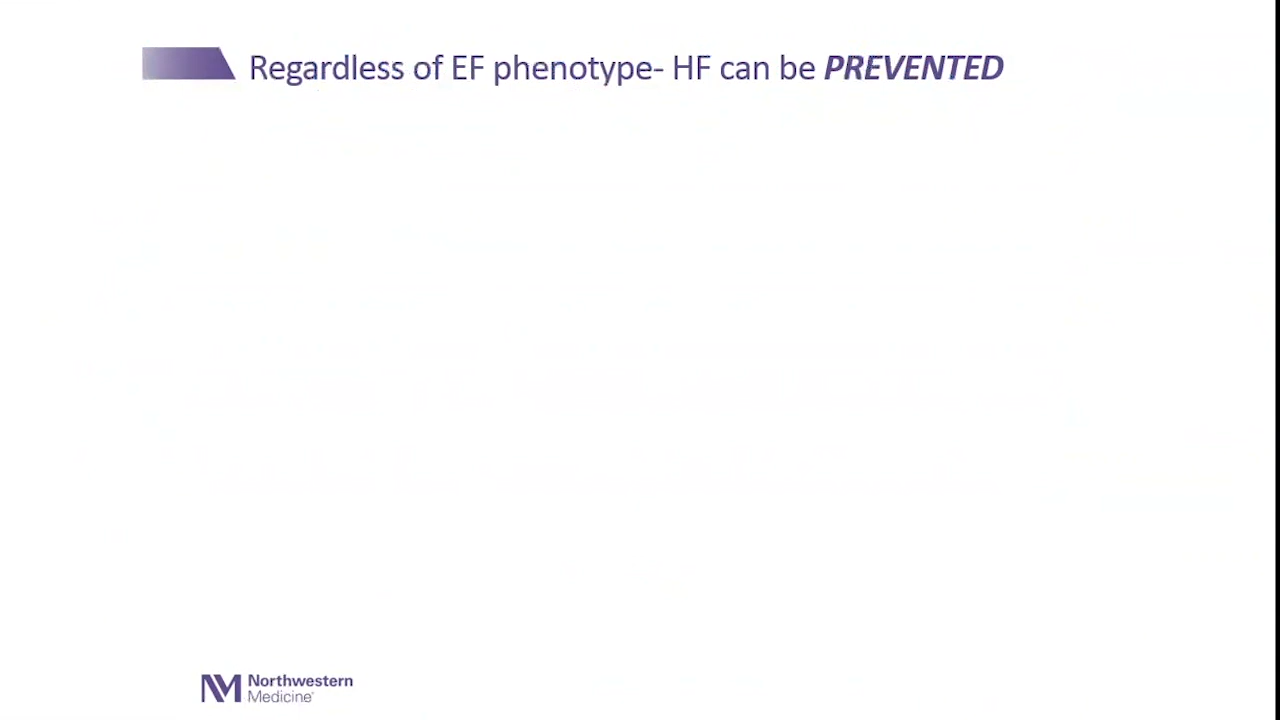 Regardless of EF phenotype- HF can be PREVENTED
Northwestern
Medicine